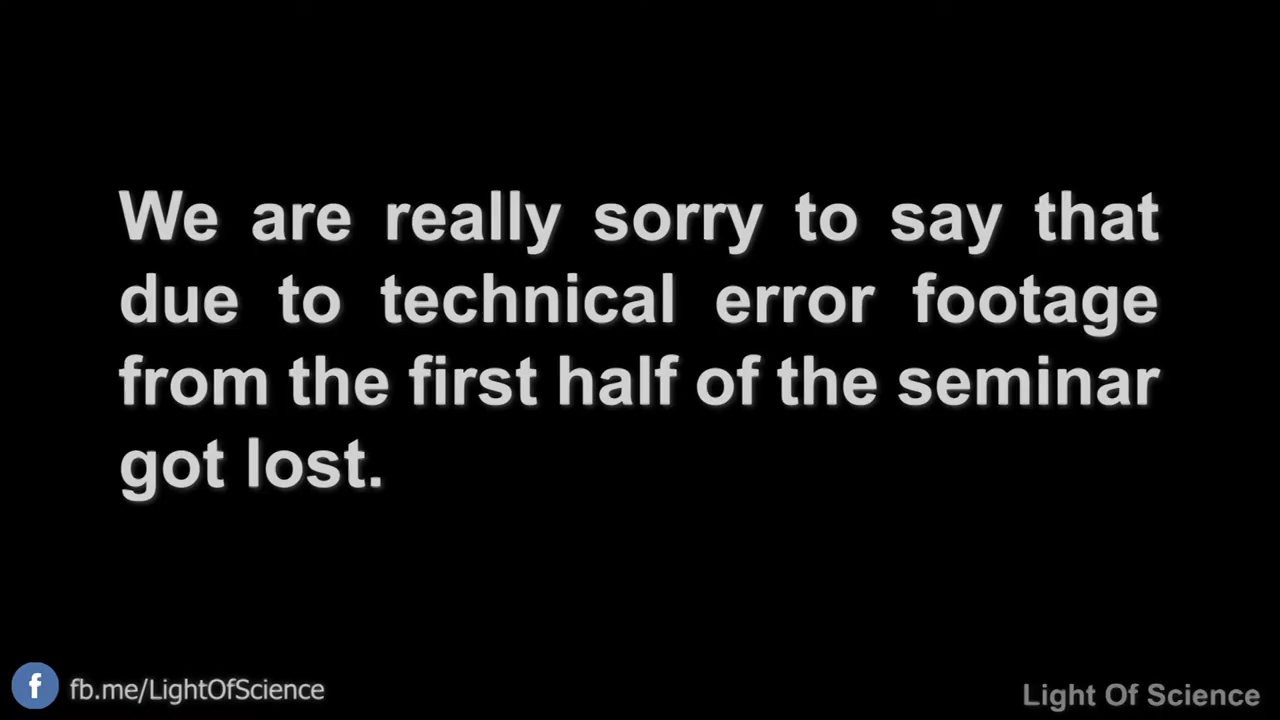 We are really sorry to say that
due to technical error footage
from the first half of the seminar
got lost.
f fb.me/LightOfScience
Light Of Science